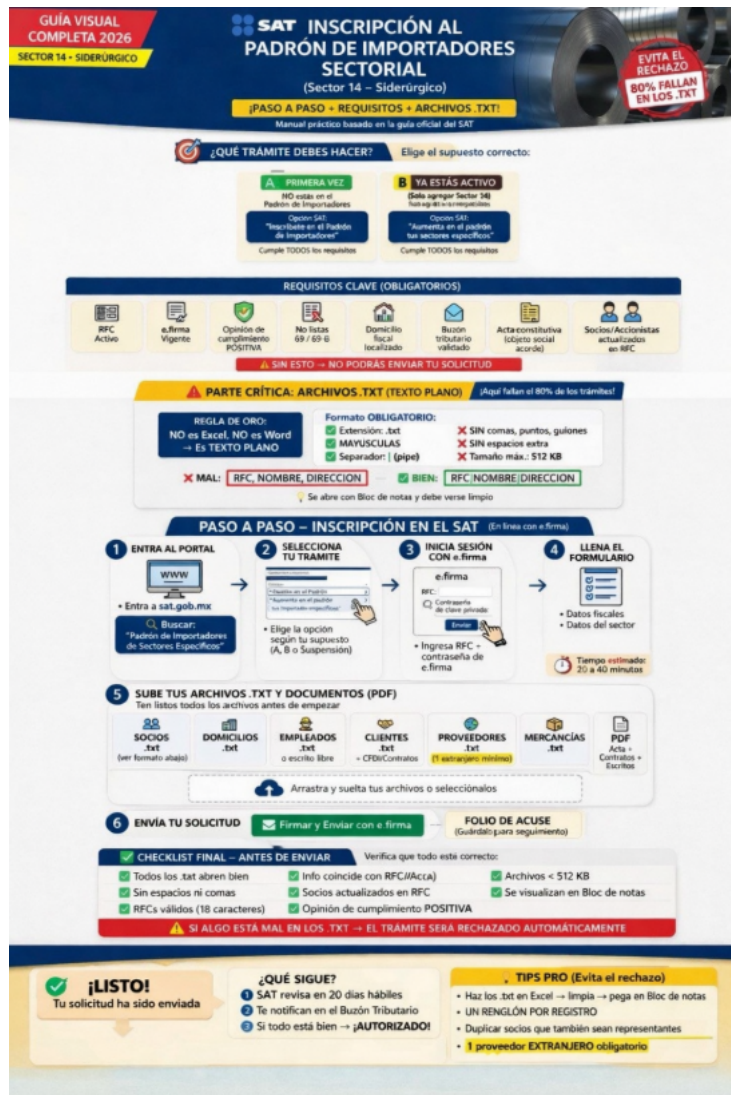 GUÍA VISUAL
COMPLETA 2026
SECTOR 14 - SIDERÚRGICO
SAT INSCRIPCIÓN AL
PADRÓN DE IMPORTADORES
SECTORIAL
(Sector 14 – Siderúrgico)
¡PASO A PASO + REQUISITOS + ARCHIVOS .TXT!
Manual práctico basado en la guía oficial del SAT
EVITA EL
RECHAZO
80% FALLAN
EN LOS .TXT
¿QUÉ TRÁMITE DEBES HACER? Elige el supuesto correcto:
A PRIMERA VEZ
NO estás en el
Padrón de Importadores
Opción SAT:
"Inscríbete en el Padrón
de Importadores"
Cumple TODOS los requisitos
B YA ESTÁS ACTIVO
(Solo agregar Sector 14)
Opción SAT:
"Aumenta en el padrón
tus sectores específicos"
Cumple TODOS los requisitos
REQUISITOS CLAVE (OBLIGATORIOS)
RFC
Activo
e.firma
Vigente
Opinión de
cumplimiento
POSITIVA
No listas
69 / 69-B
Domicilio
fiscal
localizado
Buzón
tributario
validado
Acta constitutiva
(objeto social
acorde)
Socios/Accionistas
actualizados
en RFC
SIN ESTO → NO PODRÁS ENVIAR TU SOLICITUD
PARTE CRÍTICA: ARCHIVOS .TXT (TEXTO PLANO) ¡Aquí fallan el 80% de los trámites!
REGLA DE ORO:
NO es Excel, NO es Word
→ Es TEXTO PLANO
Formato OBLIGATORIO:
Extensión: .txt
MAYUSCULAS
Separador: | (pipe)
SIN comas, puntos, guiones
SIN espacios extra
Tamaño máx.: 512 KB
MAL: RFC, NOMBRE, DIRECCION
BIEN: RFC|NOMBRE|DIRECCION
Se abre con Bloc de notas y debe verse limpio
PASO A PASO – INSCRIPCIÓN EN EL SAT (En línea con e.firma)
1 ENTRA AL PORTAL
WWW
• Entra a sat.gob.mx
Buscar:
"Padrón de Importadores
de Sectores Específicos"
2 SELECCIONA
TU TRAMITE
• Elige la opción
según tu supuesto
(A, B o Suspensión)
3 INICIA SESIÓN
CON e.firma
e.firma
RFC:
Contraseña
de clave privada
Enviar
• Ingresa RFC +
contraseña de
e.firma
4 LLENA EL
FORMULARIO
• Datos fiscales
• Datos del sector
Tiempo estimado:
20 a 40 minutos
5 SUBE TUS ARCHIVOS .TXT Y DOCUMENTOS (PDF)
Ten listos todos los archivos antes de empezar
SOCIOS
.txt
(ver formato abajo)
DOMICILIOS
.txt
EMPLEADOS
.txt
o escrito libre
CLIENTES
.txt
+ CFDI/Contratos
PROVEEDORES
.txt
(1 extranjero mínimo)
MERCANCÍAS
.txt
PDF
Acta +
Contratos +
Escritos
Arrastra y suelta tus archivos o selecciónalos
6 ENVÍA TU SOLICITUD
Firmar y Enviar con e.firma
FOLIO DE ACUSE
(Guárdalo para seguimiento)
CHECKLIST FINAL – ANTES DE ENVIAR Verifica que todo esté correcto:
Todos los .txt abren bien
Sin espacios ni comas
RFCs válidos (18 caracteres)
Info coincide con RFC//Acca)
Socios actualizados en RFC
Opinión de cumplimiento POSITIVA
Archivos < 512 KB
Se visualizan en Bloc de notas
SI ALGO ESTÁ MAL EN LOS .TXT → EL TRÁMITE SERÁ RECHAZADO AUTOMÁTICAMENTE
¡LISTO!
Tu solicitud ha sido enviada
¿QUÉ SIGUE?
1 SAT revisa en 20 días hábiles
2 Te notifican en el Buzón Tributario
3 Si todo está bien → ¡AUTORIZADO!
TIPS PRO (Evita el rechazo)
• Haz los .txt en Excel → limpia → pega en Bloc de notas
• UN RENGLÓN POR REGISTRO
• Duplicar socios que también sean representantes
• 1 proveedor EXTRANJERO obligatorio